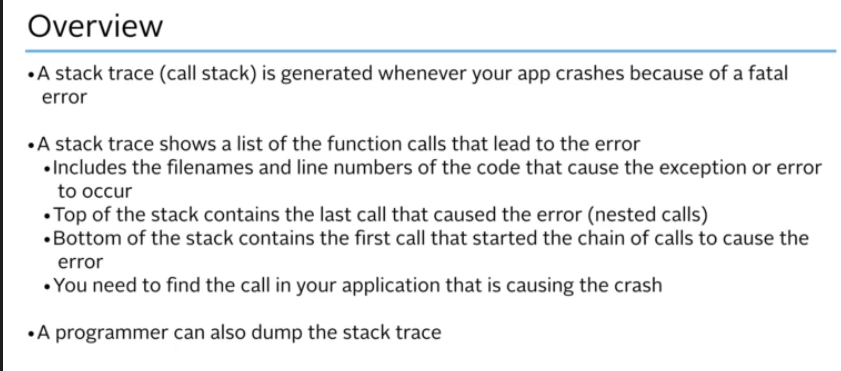 Overview
•A stack trace (call stack) is generated whenever your app crashes because of a fatal
error
•A stack trace shows a list of the function calls that lead to the error
•Includes the filenames and line numbers of the code that cause the exception or error
to occur
•Top of the stack contains the last call that caused the error (nested calls)
•Bottom of the stack contains the first call that started the chain of calls to cause the
error
•You need to find the call in your application that is causing the crash
•A programmer can also dump the stack trace